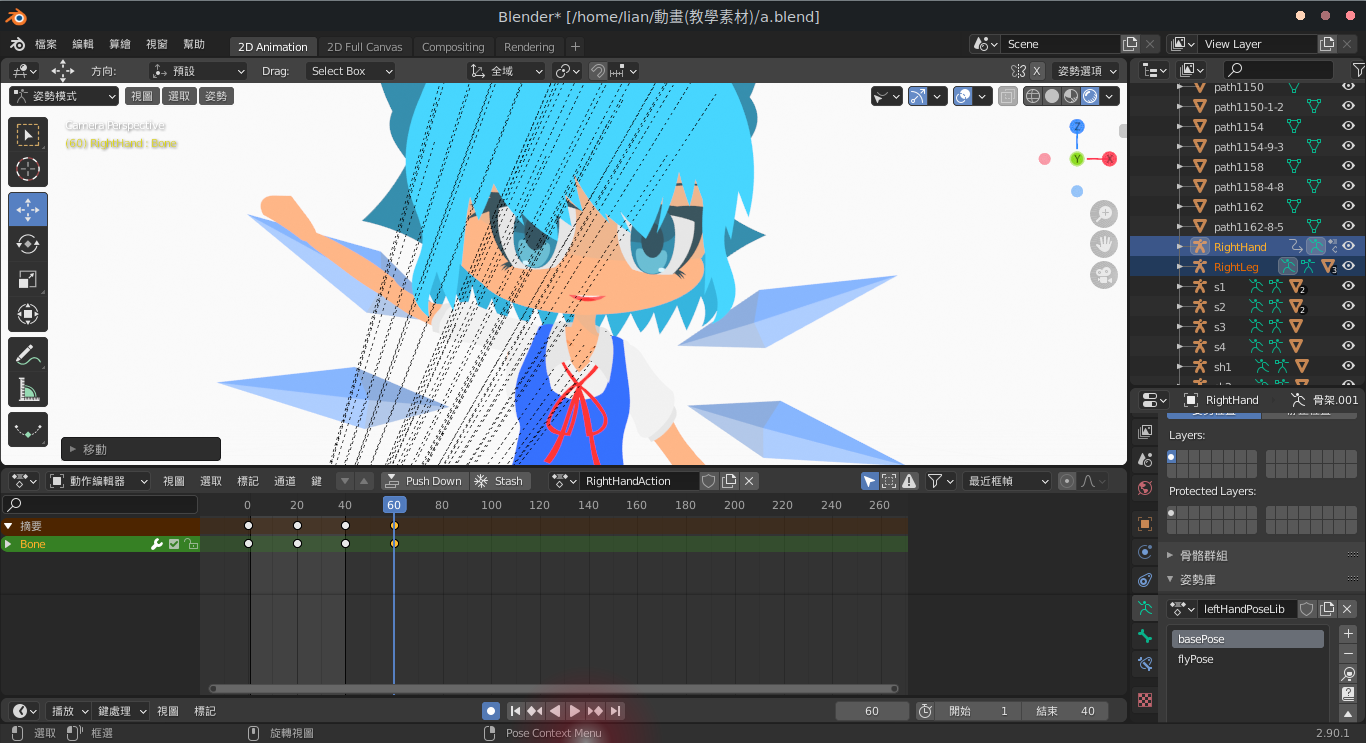 Blender* [/home/lian/動畫(教學素材)/a.blend]
檔案 編輯 算繪 視窗 幫助 2D Animation 2D Full Canvas Compositing Rendering + Scene View Layer
方向: 預設 Drag: Select Box 全域 X 姿勢選項
姿勢模式 視圖 選取 姿勢
Camera Perspective
(60) RightHand : Bone
Z
Y
X
移動
path1150
path1150-1-2
path1154
path1154-9-3
path1158
path1158-4-8
path1162
path1162-8-5
RightHand
RightLeg 3
s1 2
s2 2
s3
s4
sh1
RightHand 骨架.001
Layers:
Protected Layers:
骨骼群組
姿勢庫
leftHandPoseLib
basePose
flyPose
動作編輯器 視圖 選取 標記 通道 鍵 Push Down Stash RightHandAction 最近框幀
0 20 40 60 80 100 120 140 160 180 200 220 240 260
摘要
Bone
播放 鍵處理 視圖 標記 60 開始 1 結束 40
選取 框選 旋轉視圖 Pose Context Menu 2.90.1